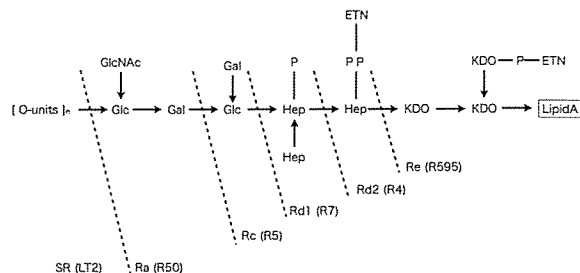 ETN
GlcNAc
Gal
P
P P
KDO P ETN
[ O-units ]n Glc Gal Glc Hep Hep KDO KDO LipidA
Hep
Re (R595)
Rd2 (R4)
Rd1 (R7)
Rc (R5)
SR (LT2) Ra (R50)